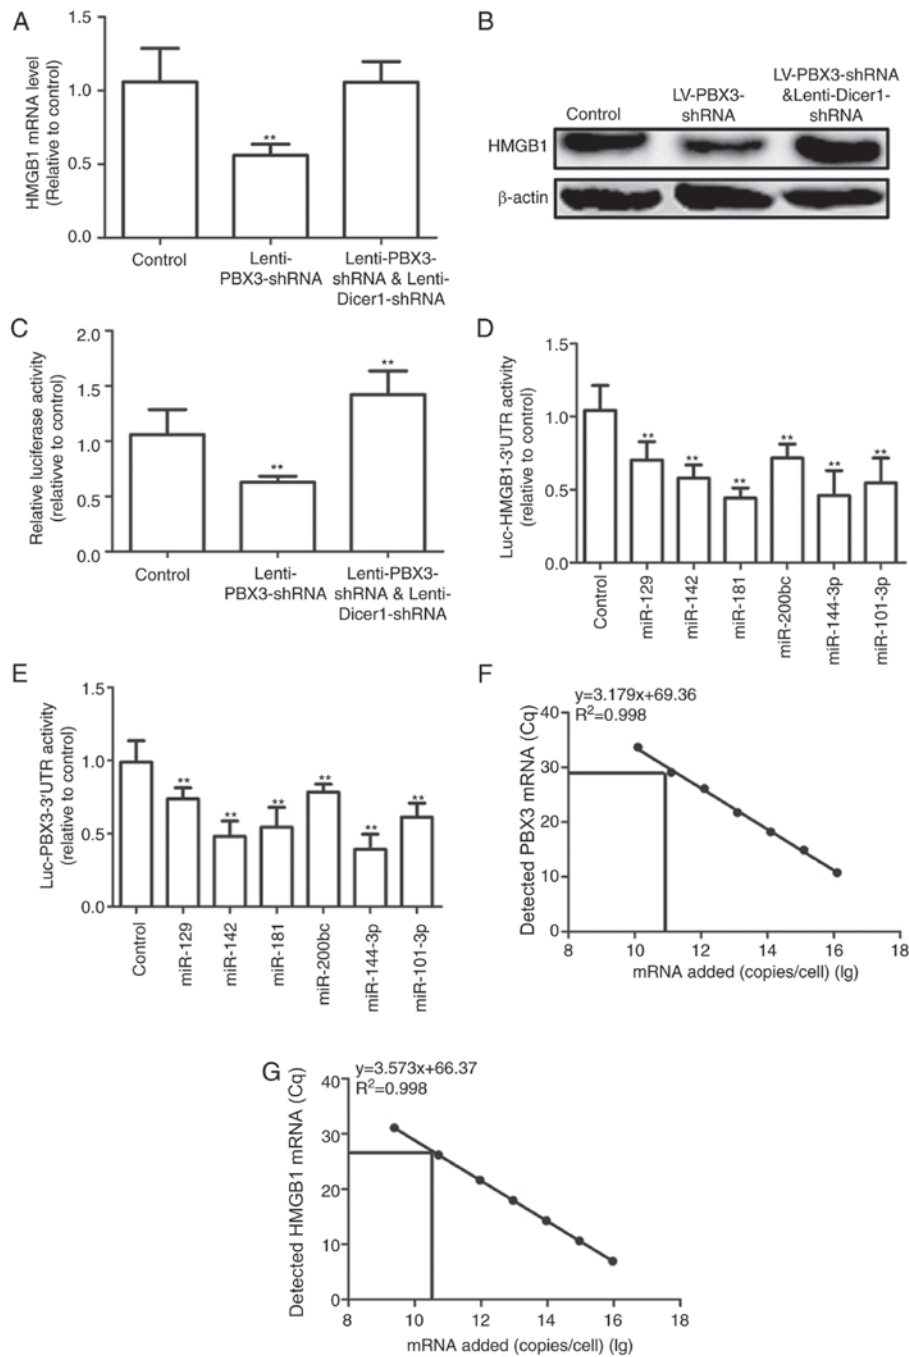 A
1.5
1.0
0.5
0.0
HMGB1 mRNA level
(Relative to control)
**
Control
Lenti-
PBX3-shRNA
Lenti-PBX3-
shRNA & Lenti-
Dicer1-shRNA
B
Control
LV-PBX3-
shRNA
LV-PBX3-shRNA
&Lenti-Dicer1-
shRNA
HMGB1
β-actin
C
2.0
1.5
1.0
0.5
0.0
Relative luciferase activity
(relativve to control)
**
**
Control
Lenti-
PBX3-shRNA
Lenti-PBX3-
shRNA & Lenti-
Dicer1-shRNA
D
1.5
1.0
0.5
0.0
Luc-HMGB1-3'UTR activity
(relative to control)
**
**
**
**
**
**
Control
miR-129
miR-142
miR-181
miR-200bc
miR-144-3p
miR-101-3p
E
1.5
1.0
0.5
0.0
Luc-PBX3-3'UTR activity
(relative to control)
**
**
**
**
**
**
Control
miR-129
miR-142
miR-181
miR-200bc
miR-144-3p
miR-101-3p
F
y=3.179x+69.36
R²=0.998
40
30
20
10
0
Detected PBX3 mRNA (Cq)
8 10 12 14 16 18
mRNA added (copies/cell) (lg)
G
y=3.573x+66.37
R²=0.998
40
30
20
10
0
Detected HMGB1 mRNA (Cq)
8 10 12 14 16 18
mRNA added (copies/cell) (lg)